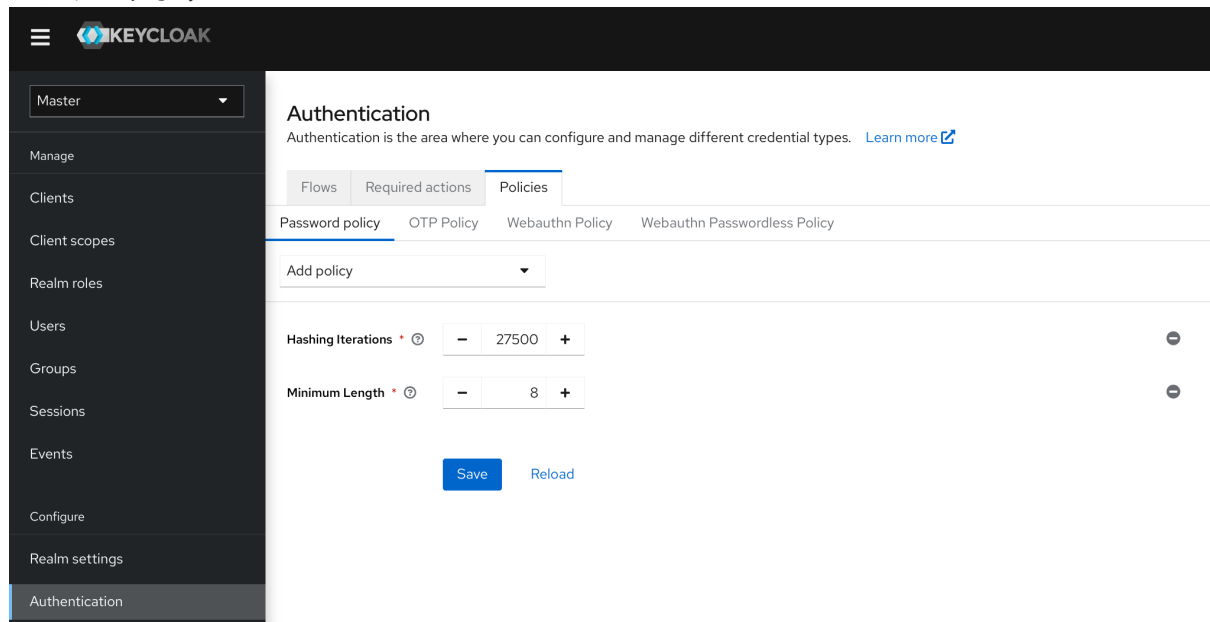 KEYCLOAK
Master
Manage
Clients
Client scopes
Realm roles
Users
Groups
Sessions
Events
Configure
Realm settings
Authentication
Authentication
Authentication is the area where you can configure and manage different credential types. Learn more
Flows Required actions Policies
Password policy OTP Policy Webauthn Policy Webauthn Passwordless Policy
Add policy
Hashing Iterations * 27500
Minimum Length * 8
Save Reload